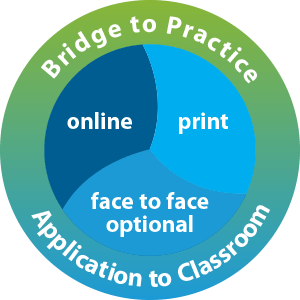 Bridge to Practice
online
print
face to face
optional
Application to Classroom